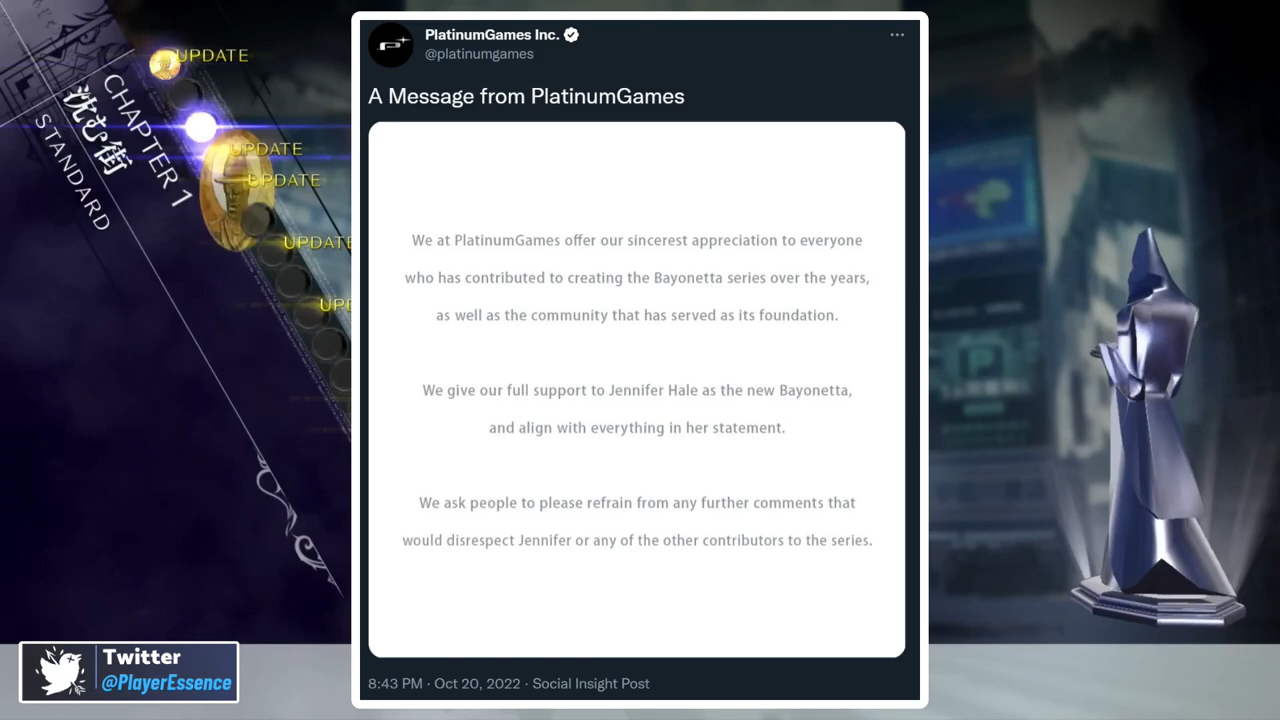 UPDATE
CHAPTER 1
沈む街
STANDARD
UPDATE
UPDATE
UPDATE
UP
PlatinumGames Inc.
@platinumgames
A Message from PlatinumGames
We at PlatinumGames offer our sincerest appreciation to everyone
who has contributed to creating the Bayonetta series over the years,
as well as the community that has served as its foundation.
We give our full support to Jennifer Hale as the new Bayonetta,
and align with everything in her statement.
We ask people to please refrain from any further comments that
would disrespect Jennifer or any of the other contributors to the series.
8:43 PM · Oct 20, 2022 · Social Insight Post
Twitter
@PlayerEssence